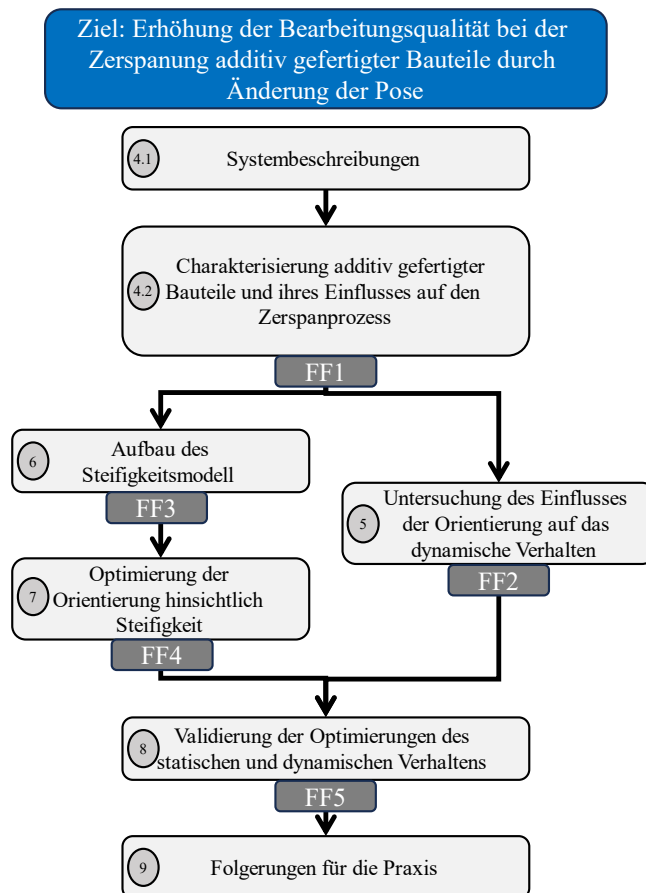 Ziel: Erhöhung der Bearbeitungsqualität bei der
Zerspanung additiv gefertigter Bauteile durch
Änderung der Pose
4.1
Systembeschreibungen
4.2
Charakterisierung additiv gefertigter
Bauteile und ihres Einflusses auf den
Zerspanprozess
FF1
6
Aufbau des
Steifigkeitsmodell
FF3
5
Untersuchung des Einflusses
der Orientierung auf das
dynamische Verhalten
FF2
7
Optimierung der
Orientierung hinsichtlich
Steifigkeit
FF4
8
Validierung der Optimierungen des
statischen und dynamischen Verhaltens
FF5
9
Folgerungen für die Praxis